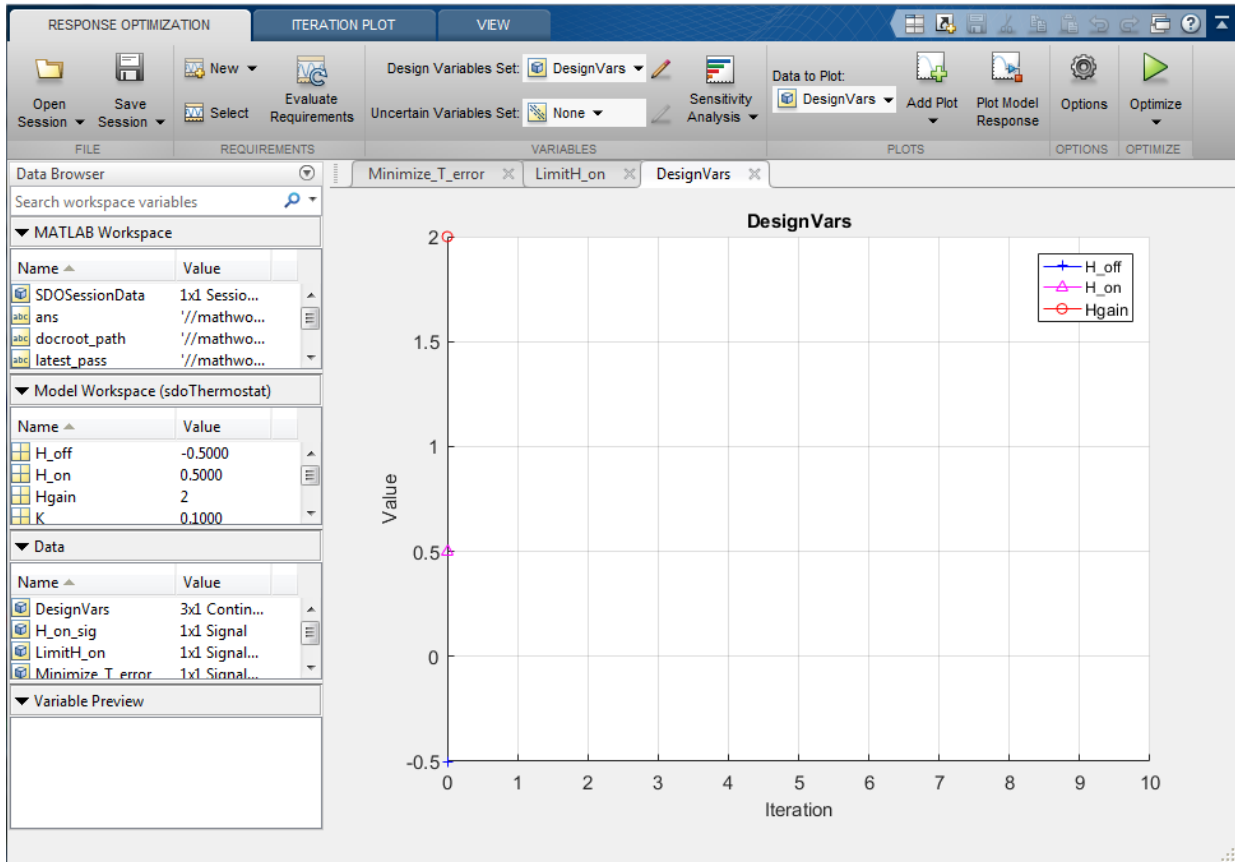 RESPONSE OPTIMIZATION ITERATION PLOT VIEW
Open Session
Save Session
New
Select
Evaluate Requirements
Design Variables Set: DesignVars
Uncertain Variables Set: None
Sensitivity Analysis
Data to Plot:
DesignVars
Add Plot
Plot Model Response
Options
Optimize
FILE REQUIREMENTS VARIABLES PLOTS OPTIONS OPTIMIZE
Data Browser
Search workspace variables
MATLAB Workspace
Name Value
SDOSessionData 1x1 Sessio...
abc ans '//mathwo...
abc docroot_path '//mathwo...
abc latest_pass '//mathwo...
Model Workspace (sdoThermostat)
Name Value
H_off -0.5000
H_on 0.5000
Hgain 2
K 0.1000
Data
Name Value
DesignVars 3x1 Contin...
H_on_sig 1x1 Signal
LimitH_on 1x1 Signal...
Minimize_T_error 1x1 Signal...
Variable Preview
Minimize_T_error LimitH_on DesignVars
DesignVars
2
1.5
1
0.5
0
-0.5
Value
0 1 2 3 4 5 6 7 8 9 10
Iteration
H_off
H_on
Hgain